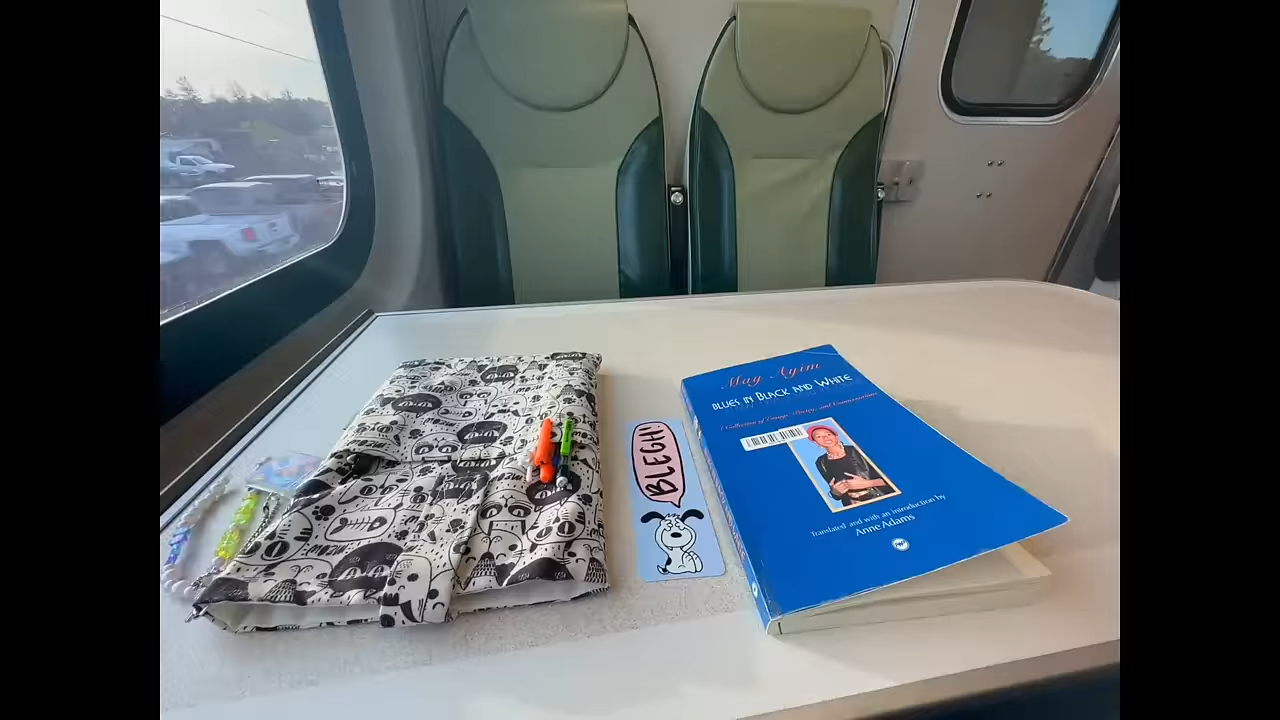 BLEGH!
May Ayim
BLUES IN BLACK AND WHITE
A Collection of Essays, Poetry, and Conversations
Translated and with an introduction by
Anne Adams
MEOW